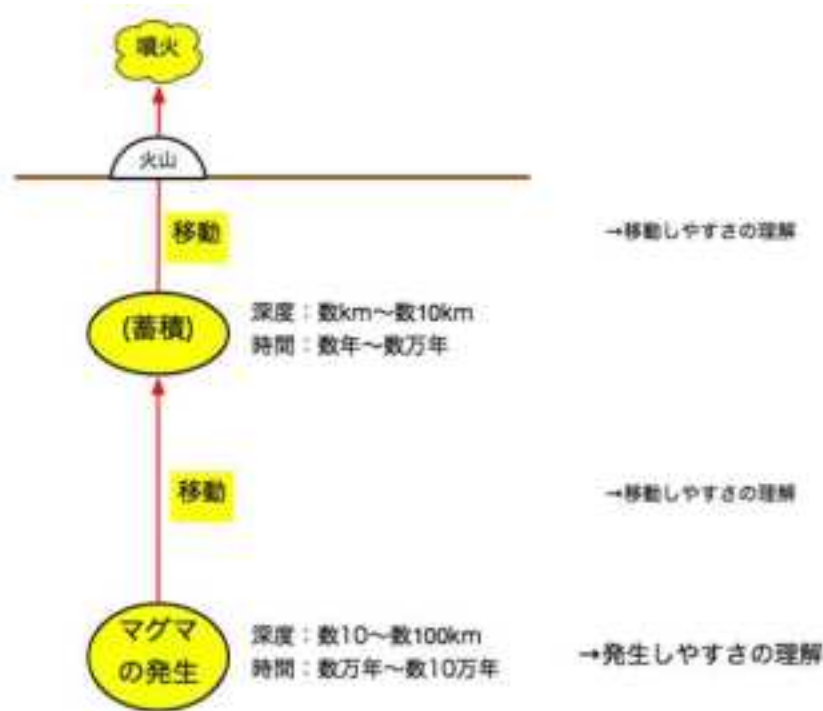 噴火
火山
移動
→移動しやすさの理解
(蓄積)
深度：数km〜数10km
時間：数年〜数万年
移動
→移動しやすさの理解
マグマ
の発生
深度：数10〜数100km
時間：数万年〜数10万年
→発生しやすさの理解